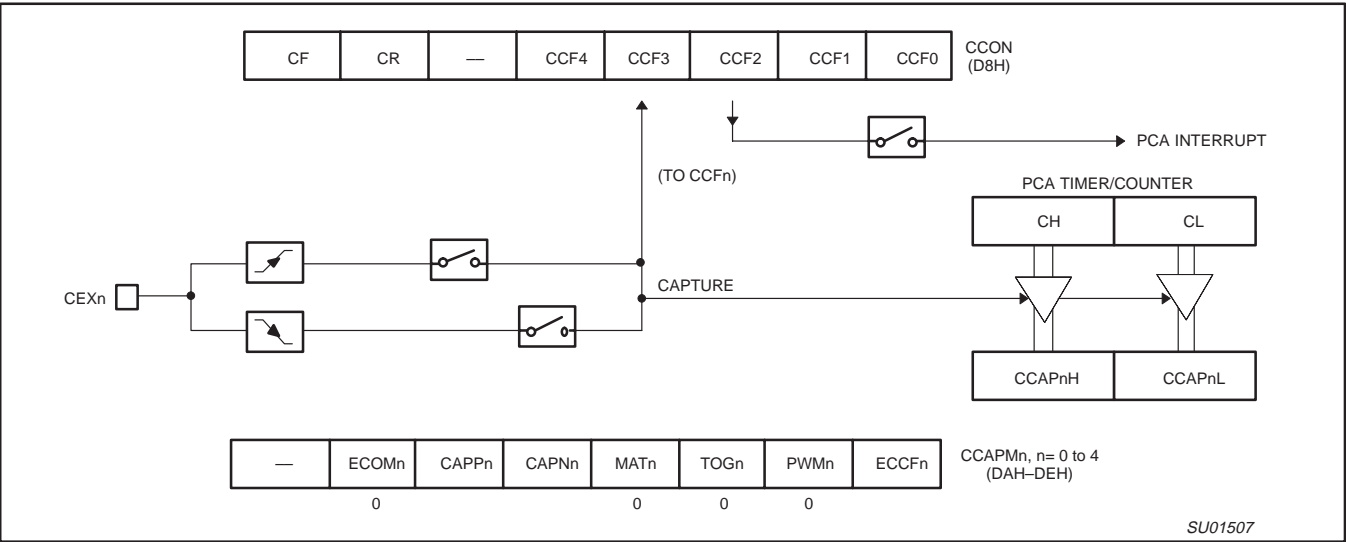 CF CR — CCF4 CCF3 CCF2 CCF1 CCF0
CCON
(D8H)
PCA INTERRUPT
(TO CCFn)
PCA TIMER/COUNTER
CH CL
CEXn
CAPTURE
CCAPnH CCAPnL
— ECOMn CAPPn CAPNn MATn TOGn PWMn ECCFn
CCAPMn, n= 0 to 4
(DAH–DEH)
0 0 0 0
SU01507